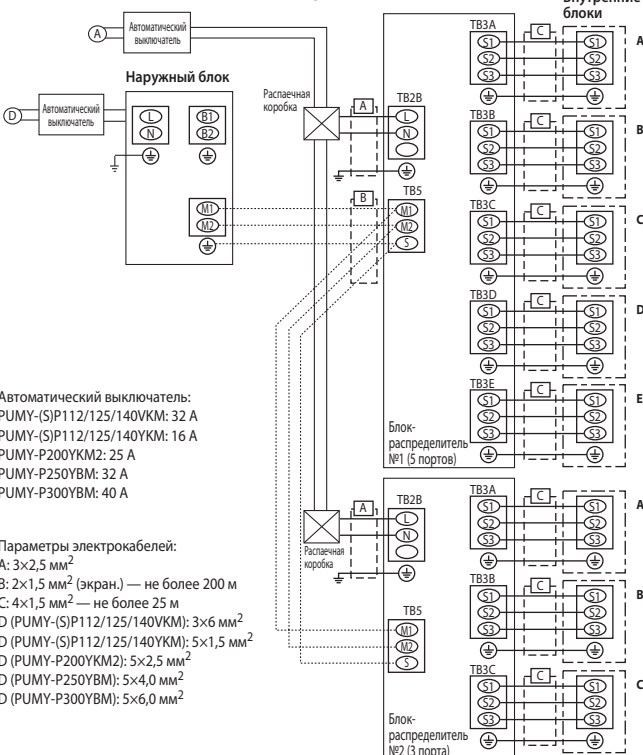 Внутренние
блоки
A
Автоматический
выключатель
Наружный блок
D
Автоматический
выключатель
L
N
B1
B2
M1
M2
Распаечная
коробка
A
TB2B
L
N
B
TB5
M1
M2
S
TB3A
C
S1
S2
S3
S1
S2
S3
A
TB3B
C
S1
S2
S3
S1
S2
S3
B
TB3C
C
S1
S2
S3
S1
S2
S3
C
TB3D
C
S1
S2
S3
S1
S2
S3
D
TB3E
C
S1
S2
S3
S1
S2
S3
E
Блок-
распределитель
№1 (5 портов)
Автоматический выключатель:
PUMY-(S)P112/125/140VKM: 32 А
PUMY-(S)P112/125/140YKM: 16 А
PUMY-P200YKM2: 25 А
PUMY-P250YBM: 32 А
PUMY-P300YBM: 40 А
Параметры электрокабелей:
A: 3×2,5 мм²
B: 2×1,5 мм² (экран.) — не более 200 м
C: 4×1,5 мм² — не более 25 м
D (PUMY-(S)P112/125/140VKM): 3×6 мм²
D (PUMY-(S)P112/125/140YKM): 5×1,5 мм²
D (PUMY-P200YKM2): 5×2,5 мм²
D (PUMY-P250YBM): 5×4,0 мм²
D (PUMY-P300YBM): 5×6,0 мм²
Распаечная
коробка
A
TB2B
L
N
TB5
M1
M2
S
TB3A
C
S1
S2
S3
S1
S2
S3
A
TB3B
C
S1
S2
S3
S1
S2
S3
B
TB3C
C
S1
S2
S3
S1
S2
S3
C
Блок-
распределитель
№2 (3 порта)